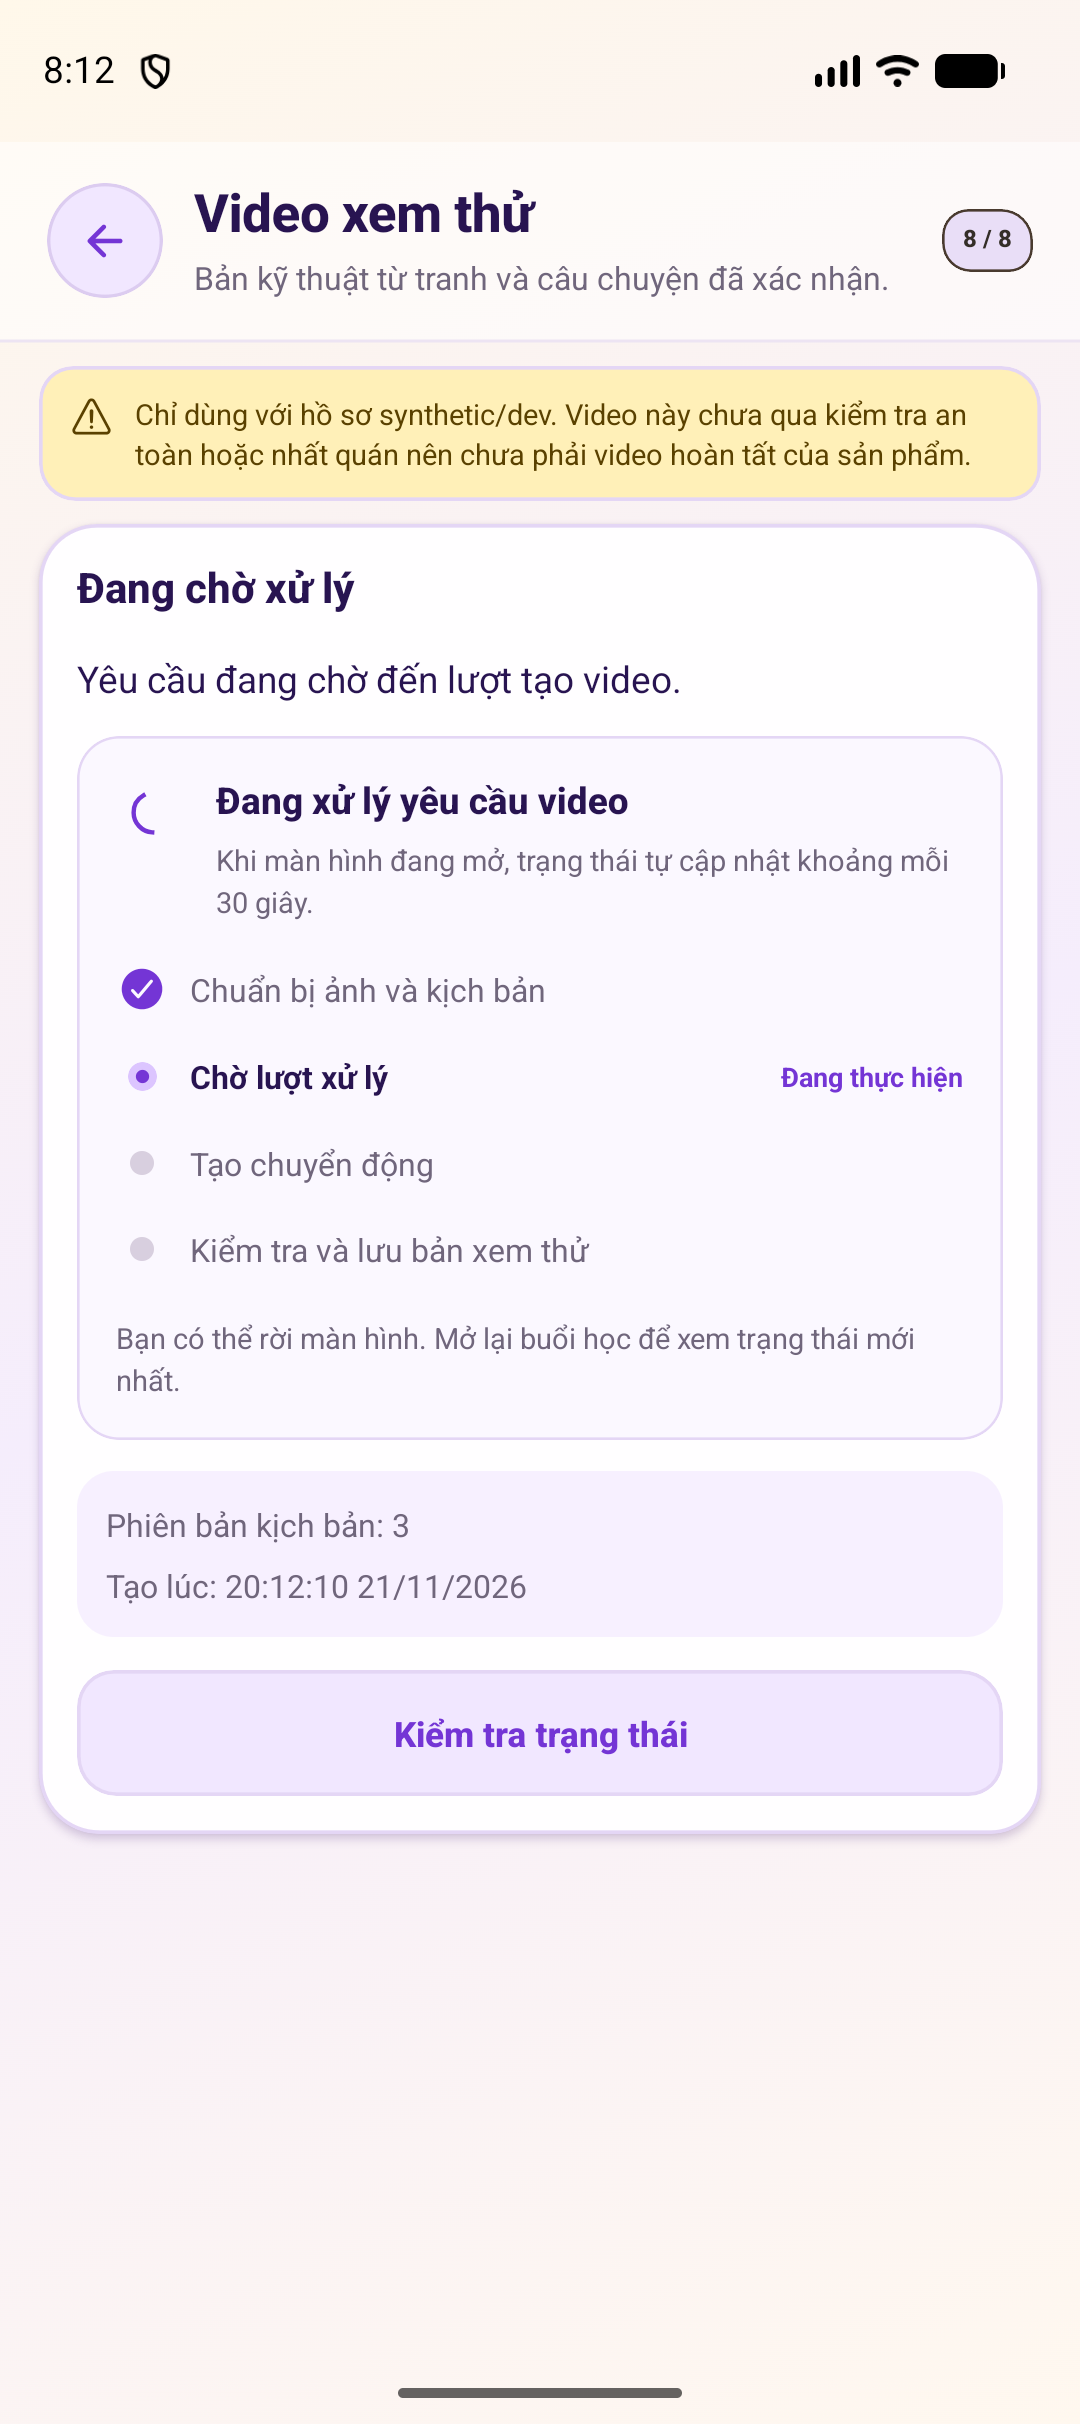 8:12
Video xem thử
Bản kỹ thuật từ tranh và câu chuyện đã xác nhận.
8 / 8
Chỉ dùng với hồ sơ synthetic/dev. Video này chưa qua kiểm tra an
toàn hoặc nhất quán nên chưa phải video hoàn tất của sản phẩm.
Đang chờ xử lý
Yêu cầu đang chờ đến lượt tạo video.
Đang xử lý yêu cầu video
Khi màn hình đang mở, trạng thái tự cập nhật khoảng mỗi
30 giây.
Chuẩn bị ảnh và kịch bản
Chờ lượt xử lý
Đang thực hiện
Tạo chuyển động
Kiểm tra và lưu bản xem thử
Bạn có thể rời màn hình. Mở lại buổi học để xem trạng thái mới
nhất.
Phiên bản kịch bản: 3
Tạo lúc: 20:12:10 21/11/2026
Kiểm tra trạng thái